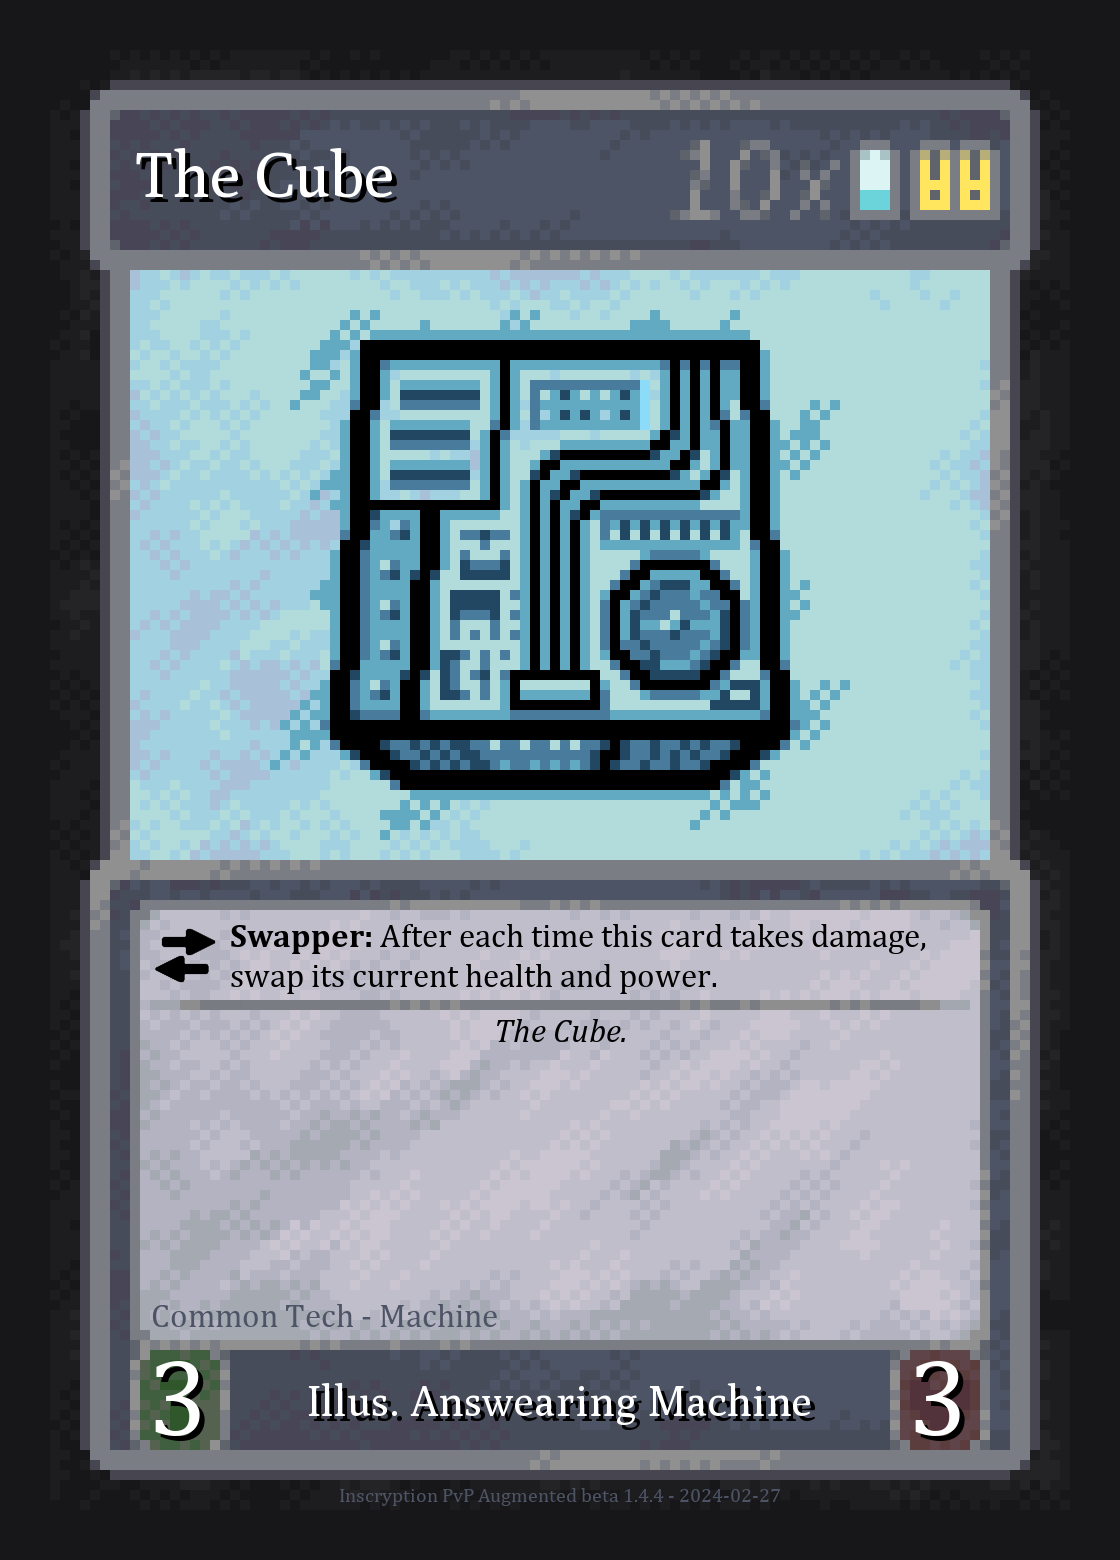 The Cube 10x
Swapper: After each time this card takes damage,
swap its current health and power.
The Cube.
Common Tech - Machine
3 Illus. Answearing Machine 3
Inscryption PvP Augmented beta 1.4.4 - 2024-02-27